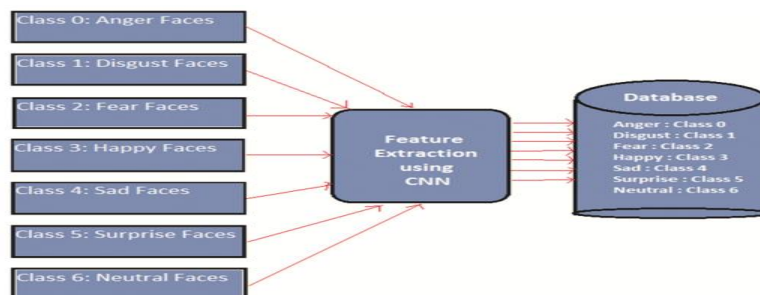 Class 0: Anger Faces
Class 1: Disgust Faces
Class 2: Fear Faces
Class 3: Happy Faces
Class 4: Sad Faces
Class 5: Surprise Faces
Class 6: Neutral Faces
Feature
Extraction
using
CNN
Database
Anger : Class 0
Disgust : Class 1
Fear : Class 2
Happy : Class 3
Sad : Class 4
Surprise : Class 5
Neutral : Class 6